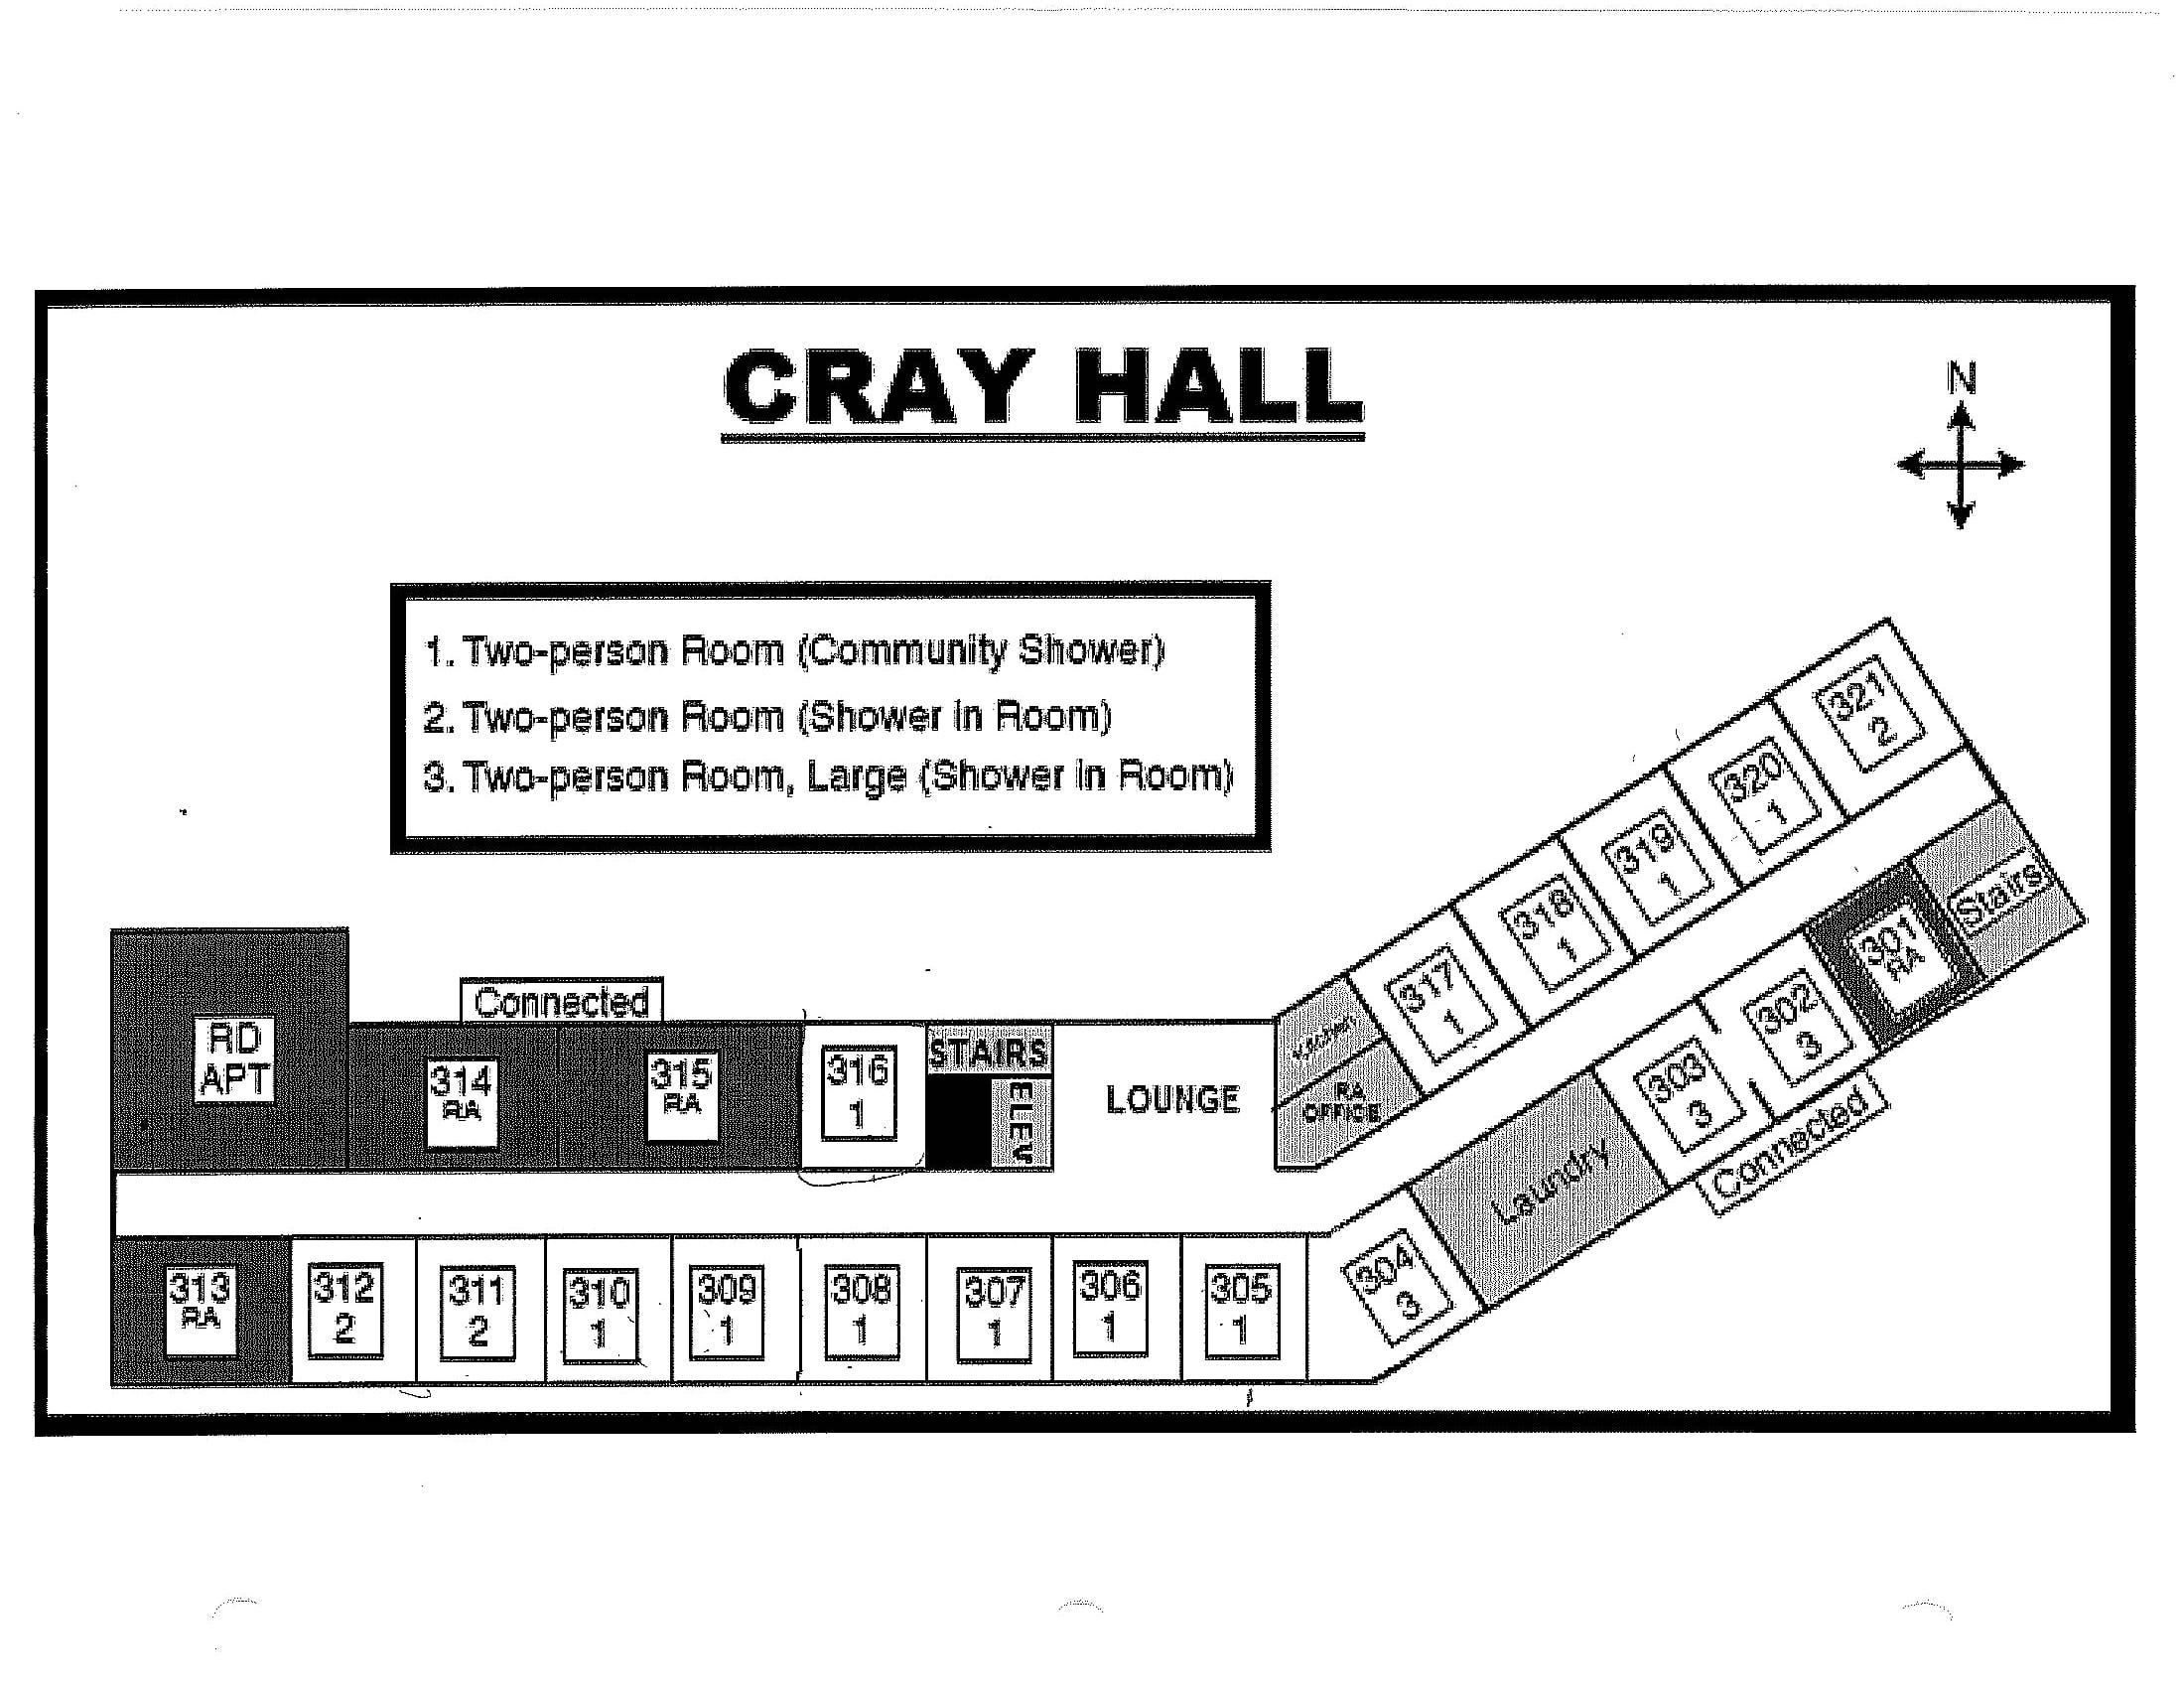 CRAY HALL
N
1. Two-person Room (Community Shower)
2. Two-person Room (Shower in Room)
3. Two-person Room, Large (Shower in Room)
RD
APT
Connected
314
RA
315
RA
316
1
STAIRS
ELEV
LOUNGE
Kitchen
RA
OFFICE
317
1
318
1
319
1
320
1
321
2
Stairs
301
RA
302
3
303
3
Connected
Laundry
304
3
313
RA
312
2
311
2
310
1
309
1
308
1
307
1
306
1
305
1